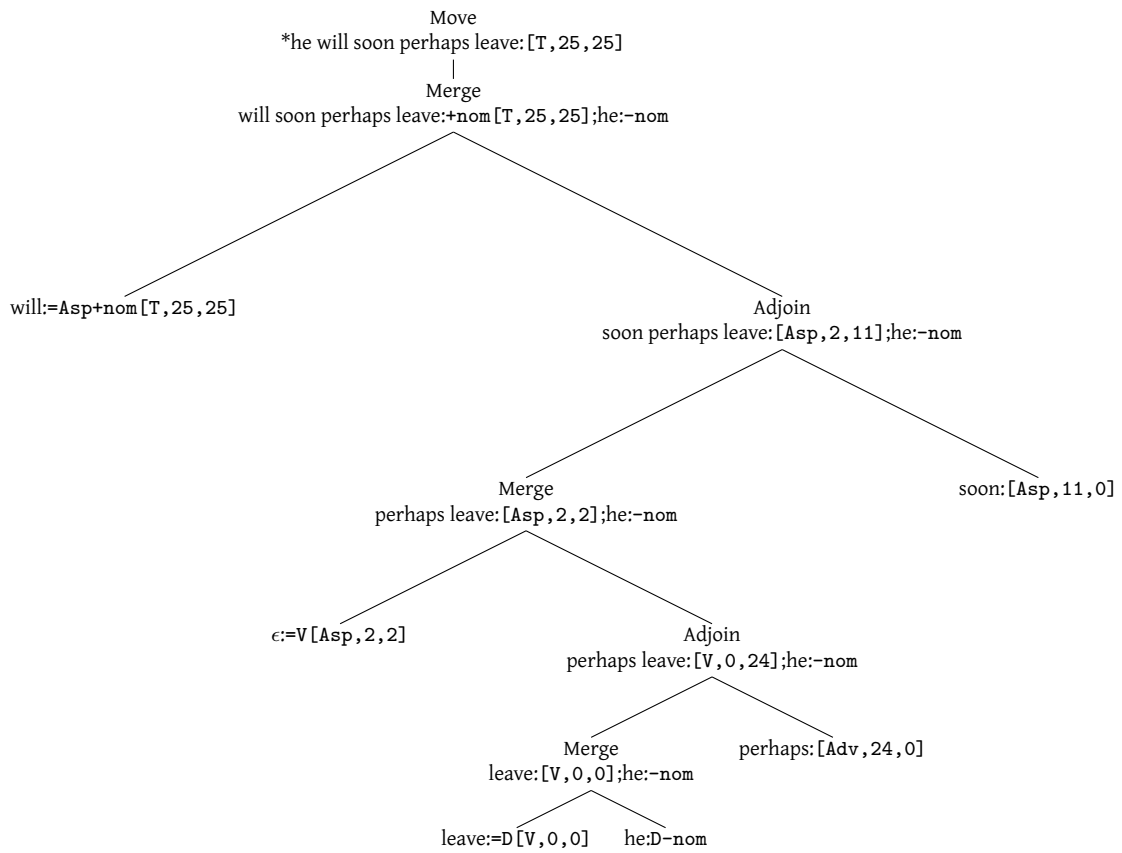 Move
*he will soon perhaps leave:[T,25,25]
Merge
will soon perhaps leave:+nom[T,25,25];he:-nom
will:=Asp+nom[T,25,25]
Adjoin
soon perhaps leave:[Asp,2,11];he:-nom
Merge
perhaps leave:[Asp,2,2];he:-nom
soon:[Asp,11,0]
ϵ:=V[Asp,2,2]
Adjoin
perhaps leave:[V,0,24];he:-nom
Merge
leave:[V,0,0];he:-nom
perhaps:[Adv,24,0]
leave:=D[V,0,0]
he:D-nom